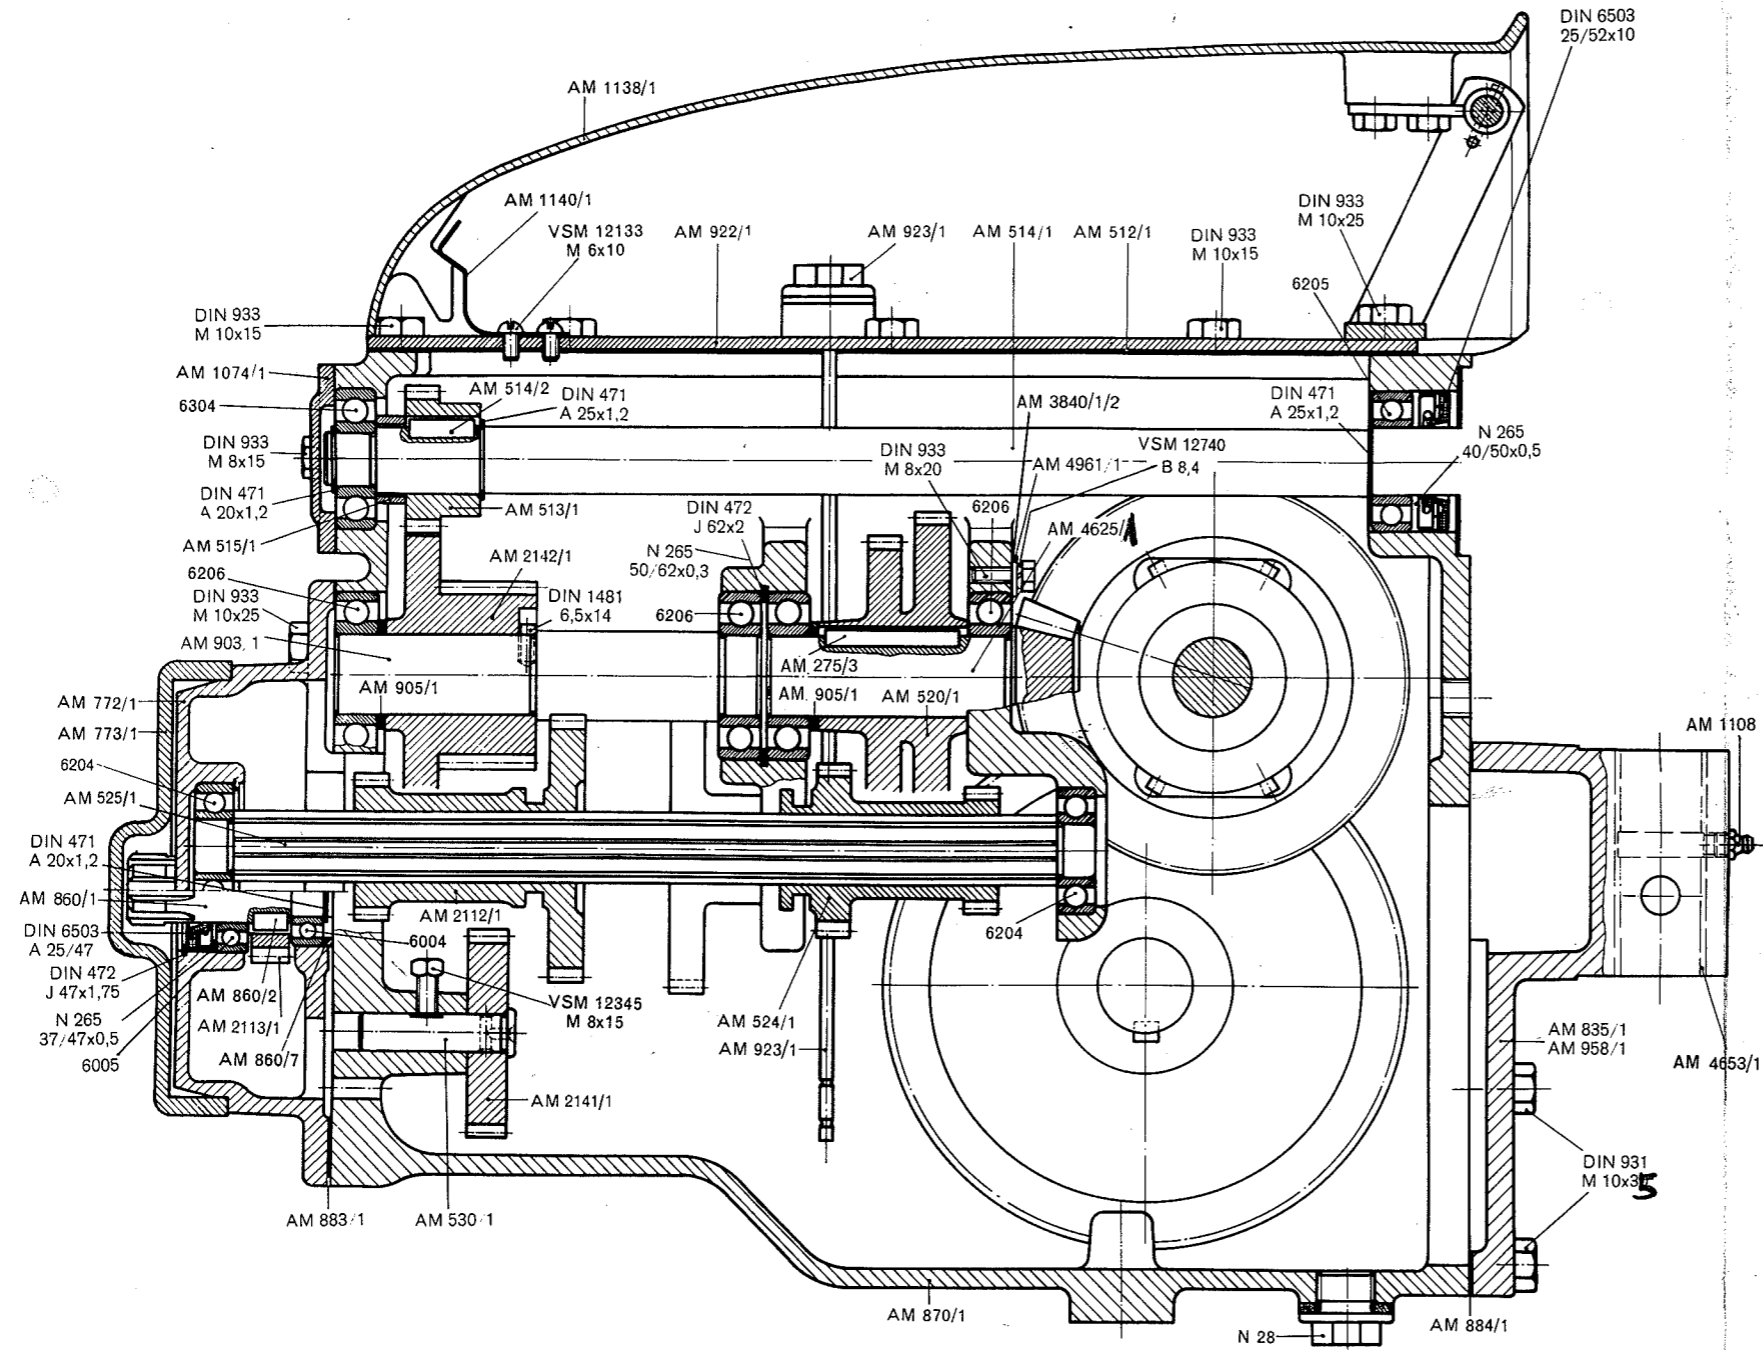 DIN 6503
25/52x10
AM 1138/1
AM 1140/1
VSM 12133
M 6x10
AM 922/1
AM 923/1
AM 514/1
AM 512/1
DIN 933
M 10x15
DIN 933
M 10x25
6205
DIN 933
M 10x15
AM 1074/1
6304
DIN 933
M 8x15
DIN 471
A 20x1,2
AM 515/1
AM 514/2
DIN 471
A 25x1,2
AM 513/1
AM 3840/1/2
DIN 471
A 25x1,2
N 265
40/50x0,5
DIN 933
M 8x20
AM 4961/1
VSM 12740
B 8,4
6206
AM 4625/1
DIN 472
J 62x2
N 265
50/62x0,3
6206
AM 2142/1
DIN 1481
6,5x14
6206
DIN 933
M 10x25
AM 903/1
AM 905/1
AM 275/3
AM 905/1
AM 520/1
AM 772/1
AM 773/1
6204
AM 525/1
DIN 471
A 20x1,2
AM 860/1
DIN 6503
A 25/47
DIN 472
J 47x1,75
N 265
37/47x0,5
6005
AM 860/2
AM 2113/1
AM 860/7
AM 2112/1
6004
VSM 12345
M 8x15
AM 2141/1
AM 524/1
AM 923/1
6204
AM 1108
AM 835/1
AM 958/1
AM 4653/1
DIN 931
M 10x35
AM 883/1
AM 530/1
AM 870/1
N 28
AM 884/1